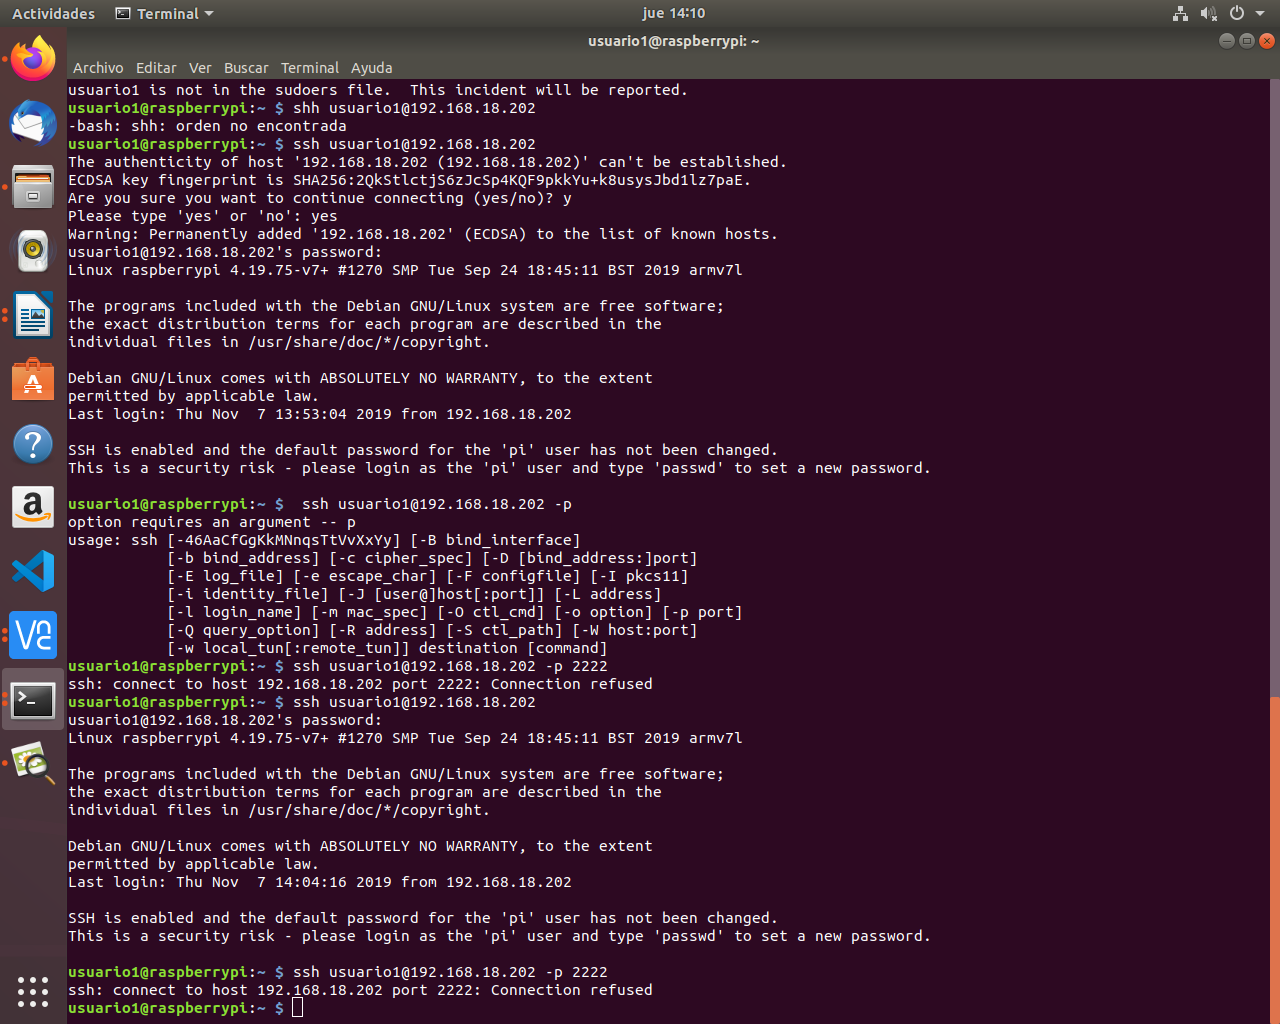 Actividades Terminal jue 14:10
usuario1@raspberrypi: ~
Archivo Editar Ver Buscar Terminal Ayuda
usuario1 is not in the sudoers file.  This incident will be reported.
usuario1@raspberrypi:~ $ shh usuario1@192.168.18.202
-bash: shh: orden no encontrada
usuario1@raspberrypi:~ $ ssh usuario1@192.168.18.202
The authenticity of host '192.168.18.202 (192.168.18.202)' can't be established.
ECDSA key fingerprint is SHA256:2QkStlctjS6zJcSp4KQF9pkkYu+k8usysJbd1lz7paE.
Are you sure you want to continue connecting (yes/no)? y
Please type 'yes' or 'no': yes
Warning: Permanently added '192.168.18.202' (ECDSA) to the list of known hosts.
usuario1@192.168.18.202's password:
Linux raspberrypi 4.19.75-v7+ #1270 SMP Tue Sep 24 18:45:11 BST 2019 armv7l
The programs included with the Debian GNU/Linux system are free software;
the exact distribution terms for each program are described in the
individual files in /usr/share/doc/*/copyright.
Debian GNU/Linux comes with ABSOLUTELY NO WARRANTY, to the extent
permitted by applicable law.
Last login: Thu Nov  7 13:53:04 2019 from 192.168.18.202
SSH is enabled and the default password for the 'pi' user has not been changed.
This is a security risk - please login as the 'pi' user and type 'passwd' to set a new password.
usuario1@raspberrypi:~ $  ssh usuario1@192.168.18.202 -p
option requires an argument -- p
usage: ssh [-46AaCfGgKkMNnqsTtVvXxYy] [-B bind_interface]
[-b bind_address] [-c cipher_spec] [-D [bind_address:]port]
[-E log_file] [-e escape_char] [-F configfile] [-I pkcs11]
[-i identity_file] [-J [user@]host[:port]] [-L address]
[-l login_name] [-m mac_spec] [-O ctl_cmd] [-o option] [-p port]
[-Q query_option] [-R address] [-S ctl_path] [-W host:port]
[-w local_tun[:remote_tun]] destination [command]
usuario1@raspberrypi:~ $ ssh usuario1@192.168.18.202 -p 2222
ssh: connect to host 192.168.18.202 port 2222: Connection refused
usuario1@raspberrypi:~ $ ssh usuario1@192.168.18.202
usuario1@192.168.18.202's password:
Linux raspberrypi 4.19.75-v7+ #1270 SMP Tue Sep 24 18:45:11 BST 2019 armv7l
The programs included with the Debian GNU/Linux system are free software;
the exact distribution terms for each program are described in the
individual files in /usr/share/doc/*/copyright.
Debian GNU/Linux comes with ABSOLUTELY NO WARRANTY, to the extent
permitted by applicable law.
Last login: Thu Nov  7 14:04:16 2019 from 192.168.18.202
SSH is enabled and the default password for the 'pi' user has not been changed.
This is a security risk - please login as the 'pi' user and type 'passwd' to set a new password.
usuario1@raspberrypi:~ $ ssh usuario1@192.168.18.202 -p 2222
ssh: connect to host 192.168.18.202 port 2222: Connection refused
usuario1@raspberrypi:~ $